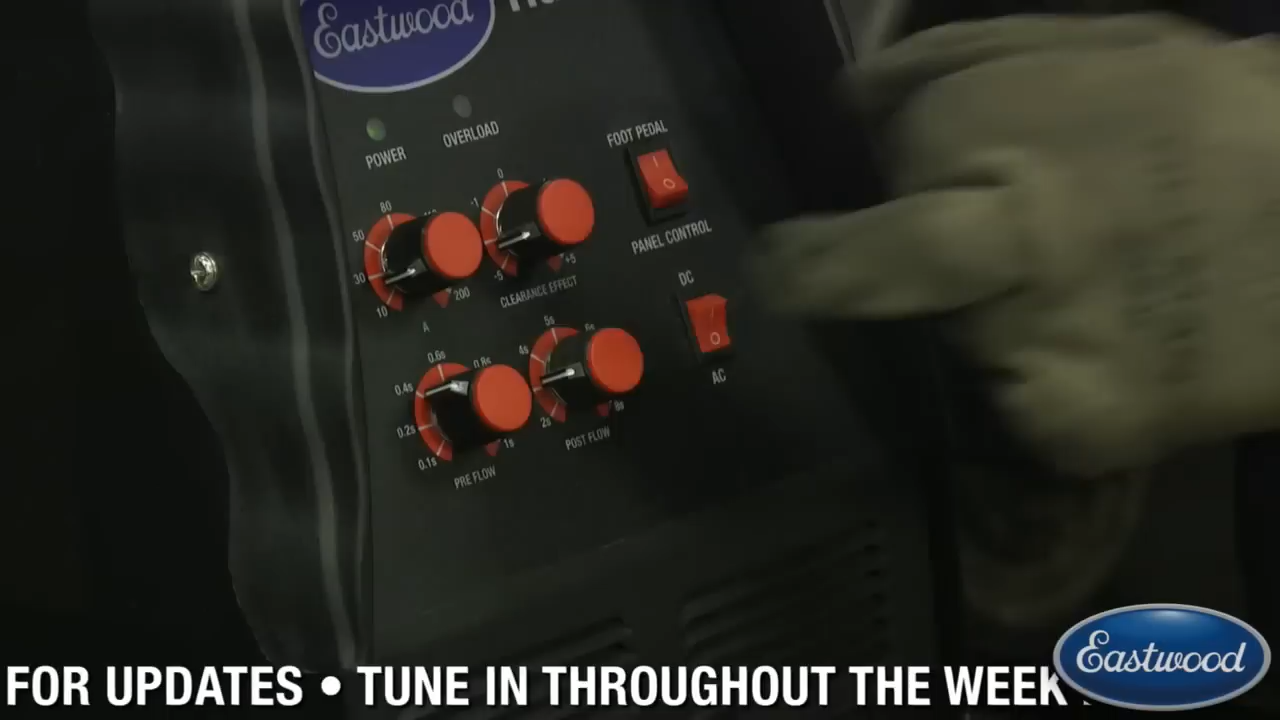 Eastwood
POWER
OVERLOAD
FOOT PEDAL
PANEL CONTROL
10
30
50
80
200
A
-5
-1
0
+5
CLEARANCE EFFECT
DC
AC
0.1s
0.2s
0.4s
0.6s
0.8s
1s
PRE FLOW
2s
4s
5s
6s
8s
POST FLOW
FOR UPDATES • TUNE IN THROUGHOUT THE WEEK
Eastwood